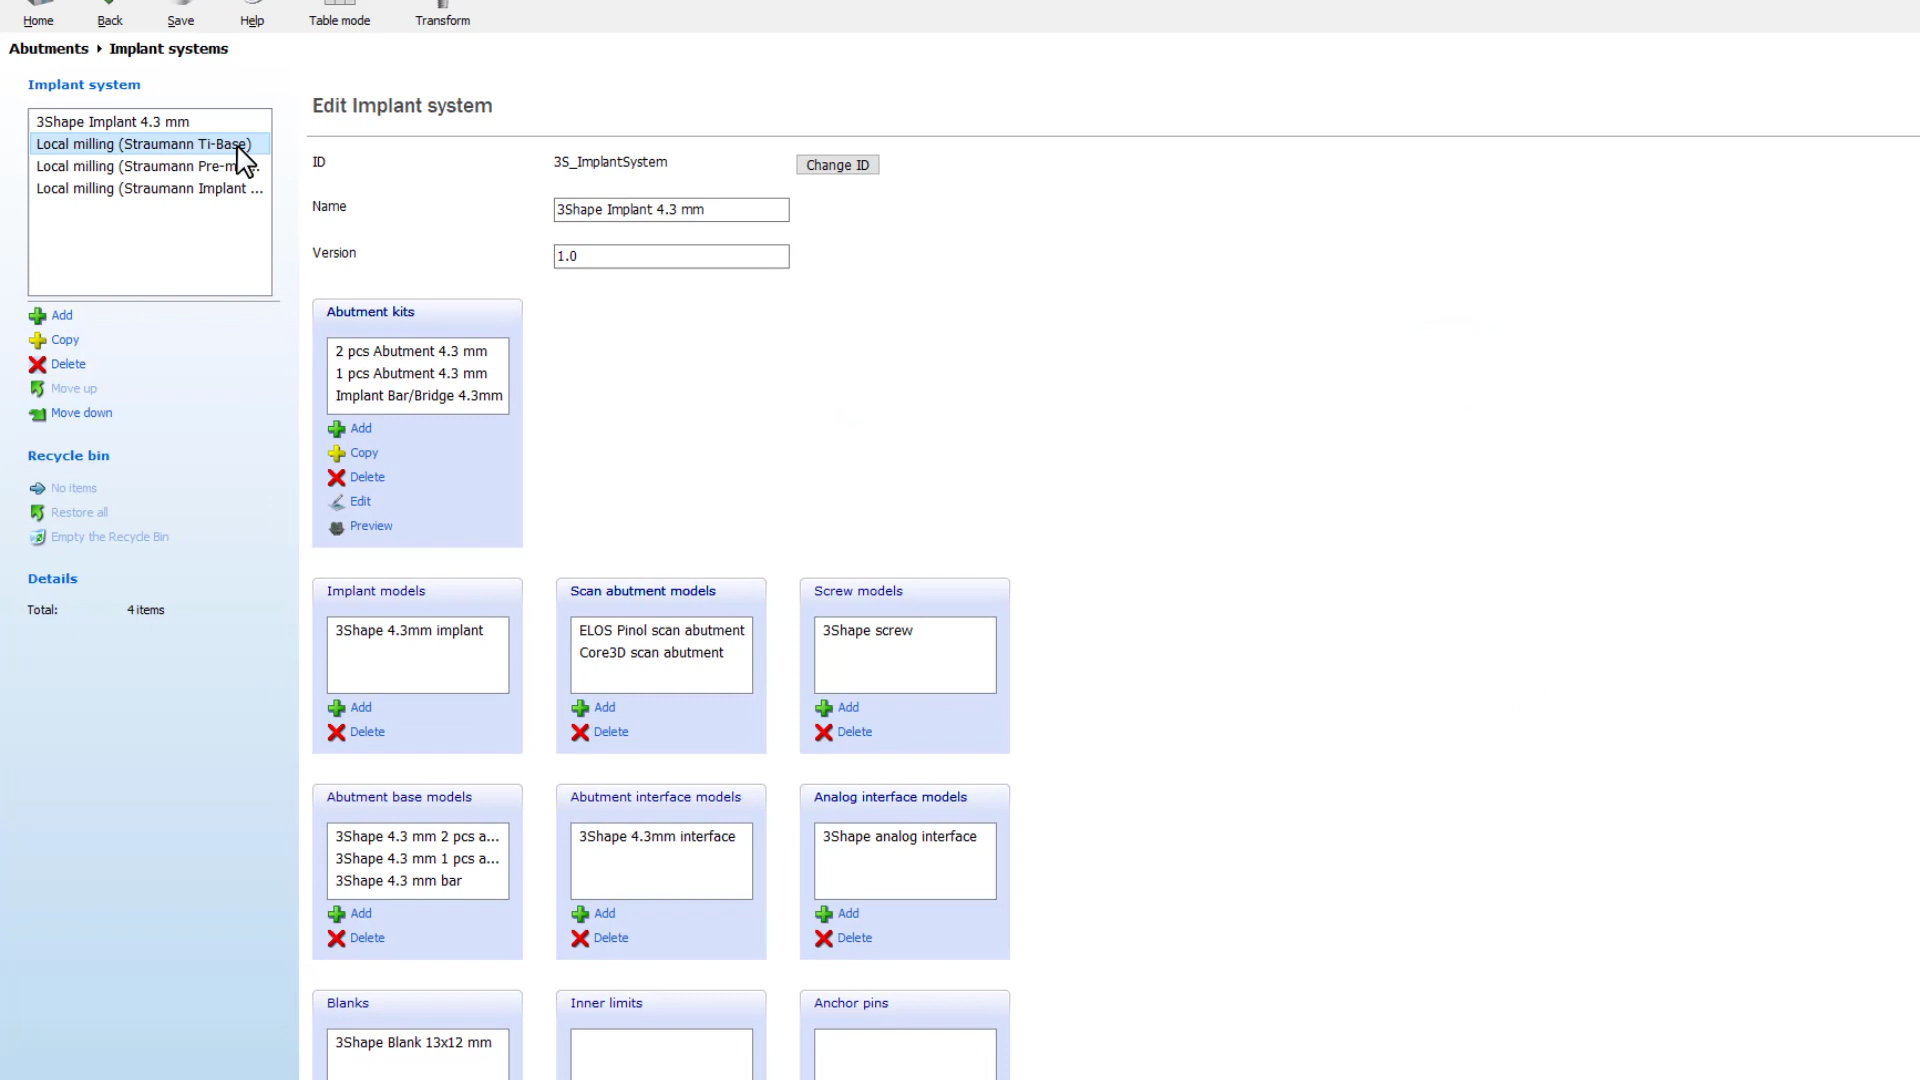 Home Back Save Help Table mode Transform
Abutments Implant systems
Implant system
3Shape Implant 4.3 mm
Local milling (Straumann Ti-Base)
Local milling (Straumann Pre-m
Local milling (Straumann Implant ...
Add
Copy
Delete
Move up
Move down
Recycle bin
No items
Restore all
Empty the Recycle Bin
Details
Total: 4 items
Edit Implant system
ID 3S_ImplantSystem Change ID
Name 3Shape Implant 4.3 mm
Version 1.0
Abutment kits
2 pcs Abutment 4.3 mm
1 pcs Abutment 4.3 mm
Implant Bar/Bridge 4.3mm
Add
Copy
Delete
Edit
Preview
Implant models
3Shape 4.3mm implant
Add
Delete
Scan abutment models
ELOS Pinol scan abutment
Core3D scan abutment
Add
Delete
Screw models
3Shape screw
Add
Delete
Abutment base models
3Shape 4.3 mm 2 pcs a...
3Shape 4.3 mm 1 pcs a...
3Shape 4.3 mm bar
Add
Delete
Abutment interface models
3Shape 4.3mm interface
Add
Delete
Analog interface models
3Shape analog interface
Add
Delete
Blanks
3Shape Blank 13x12 mm
Inner limits
Anchor pins